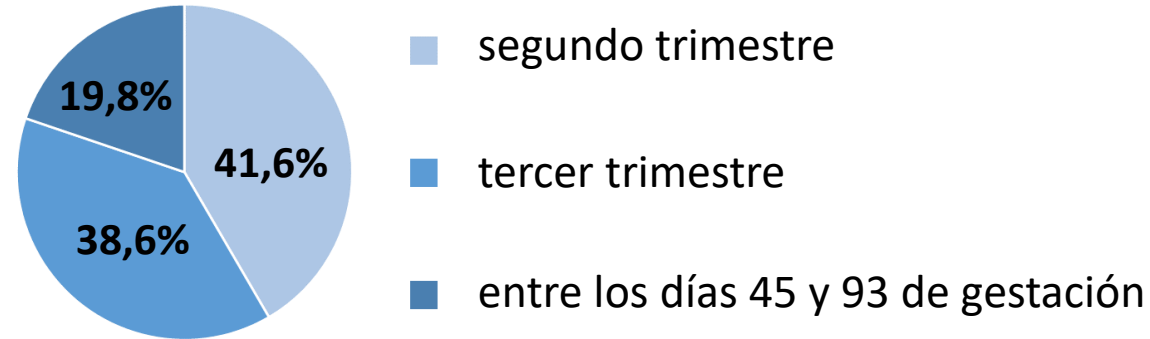 segundo trimestre
19,8%
41,6%
tercer trimestre
38,6%
entre los días 45 y 93 de gestación